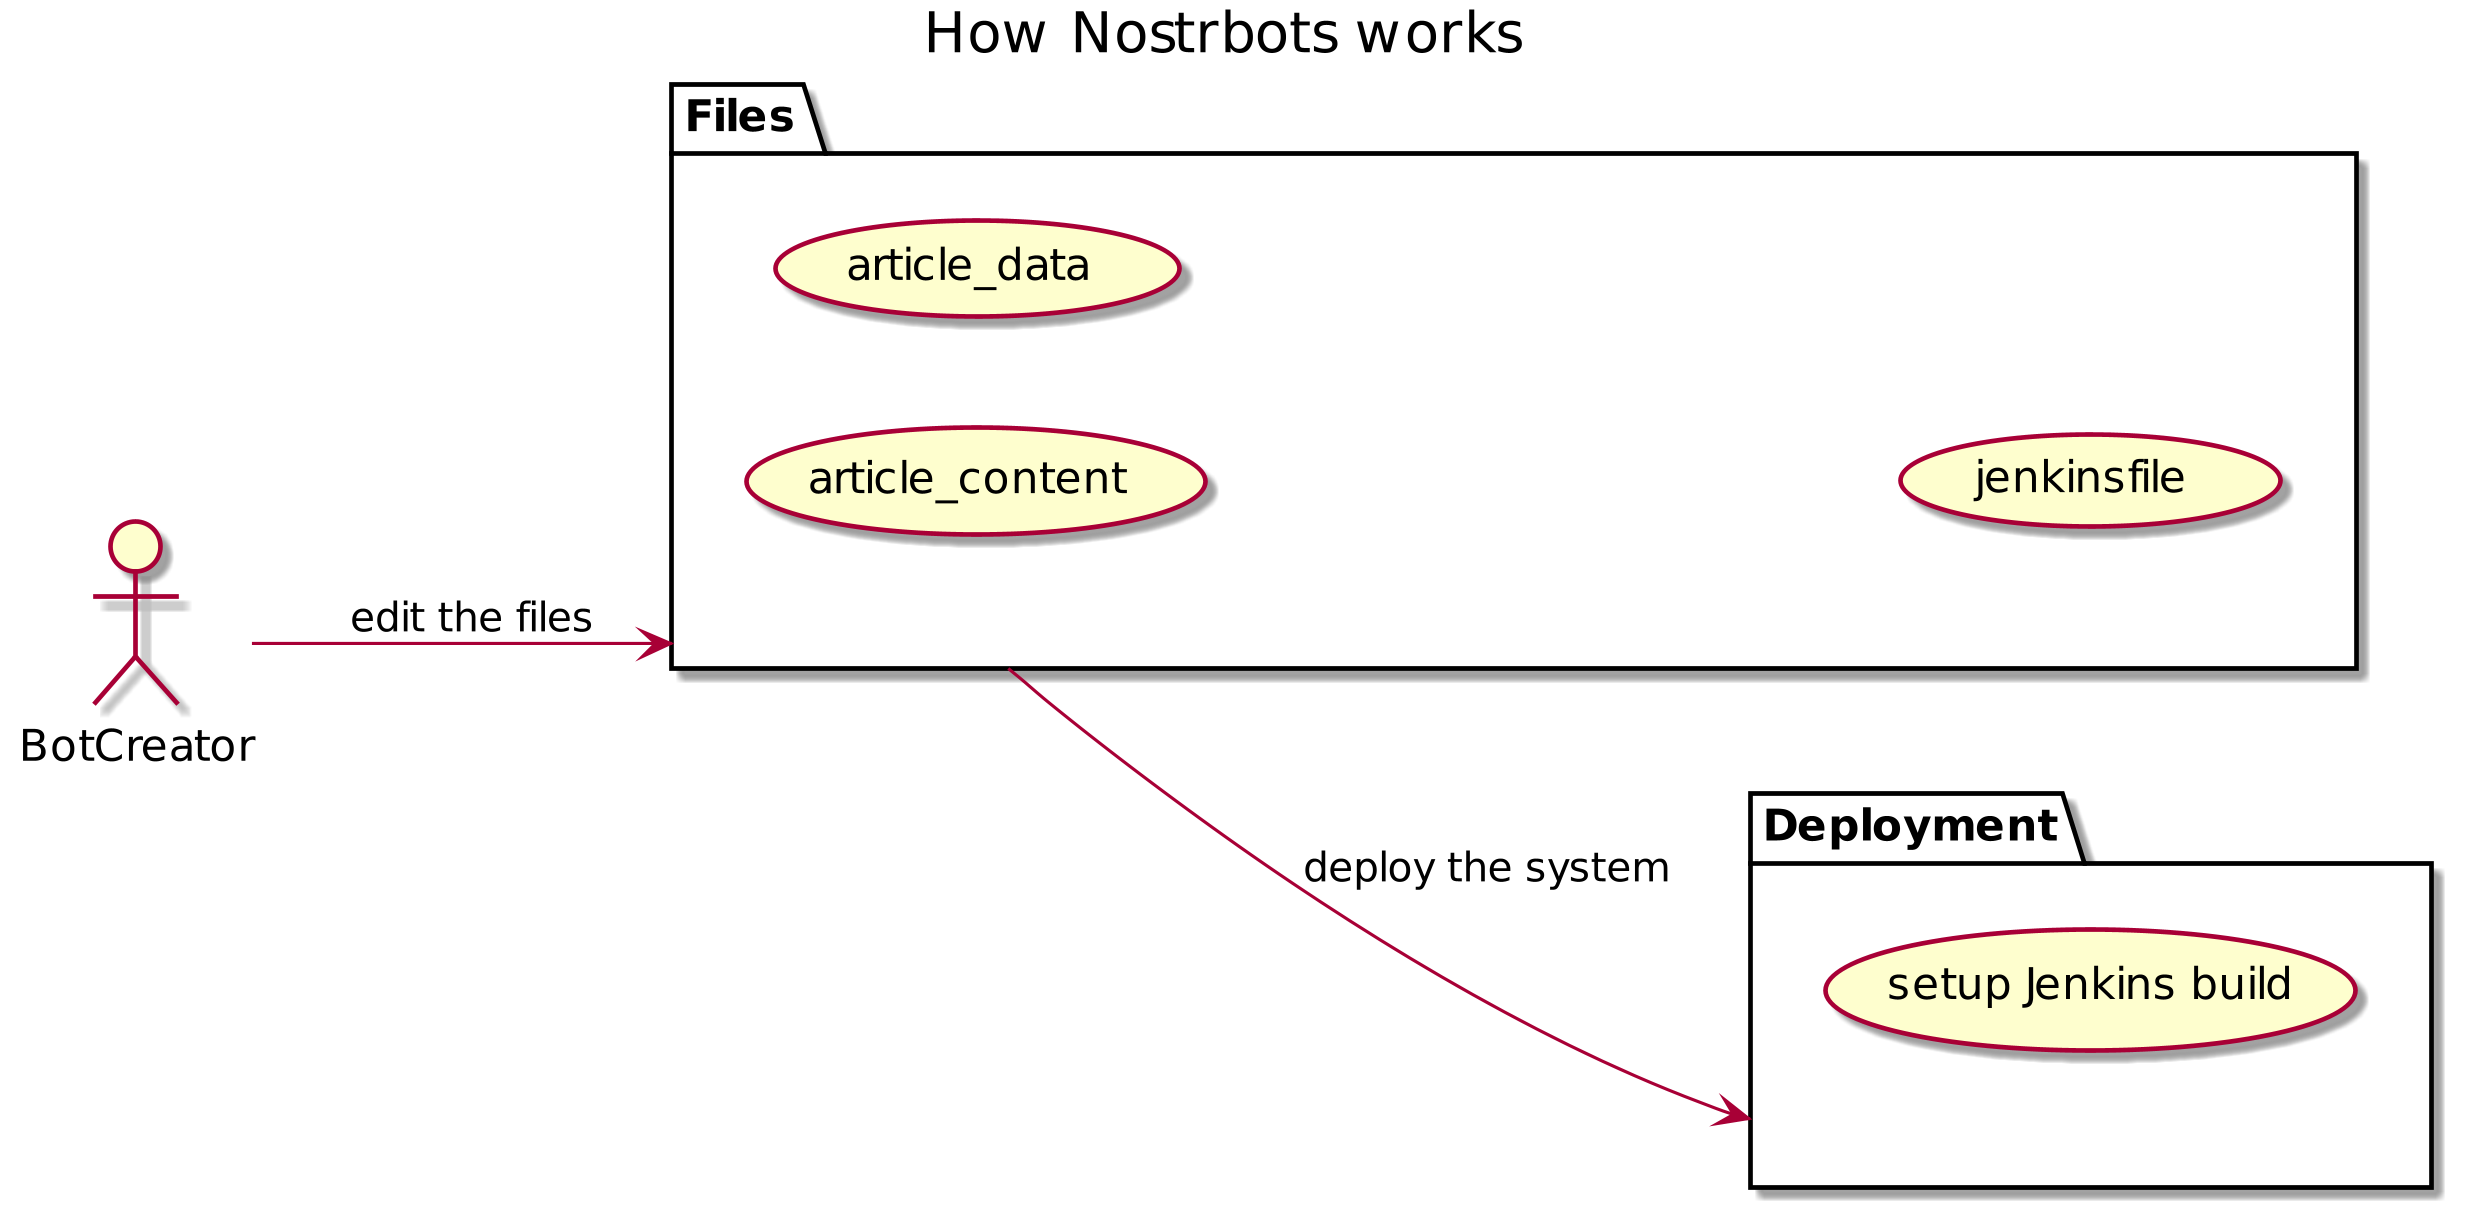 How Nostrbots works
Files
article_data
article_content
jenkinsfile
edit the files
BotCreator
Deployment
deploy the system
setup Jenkins build